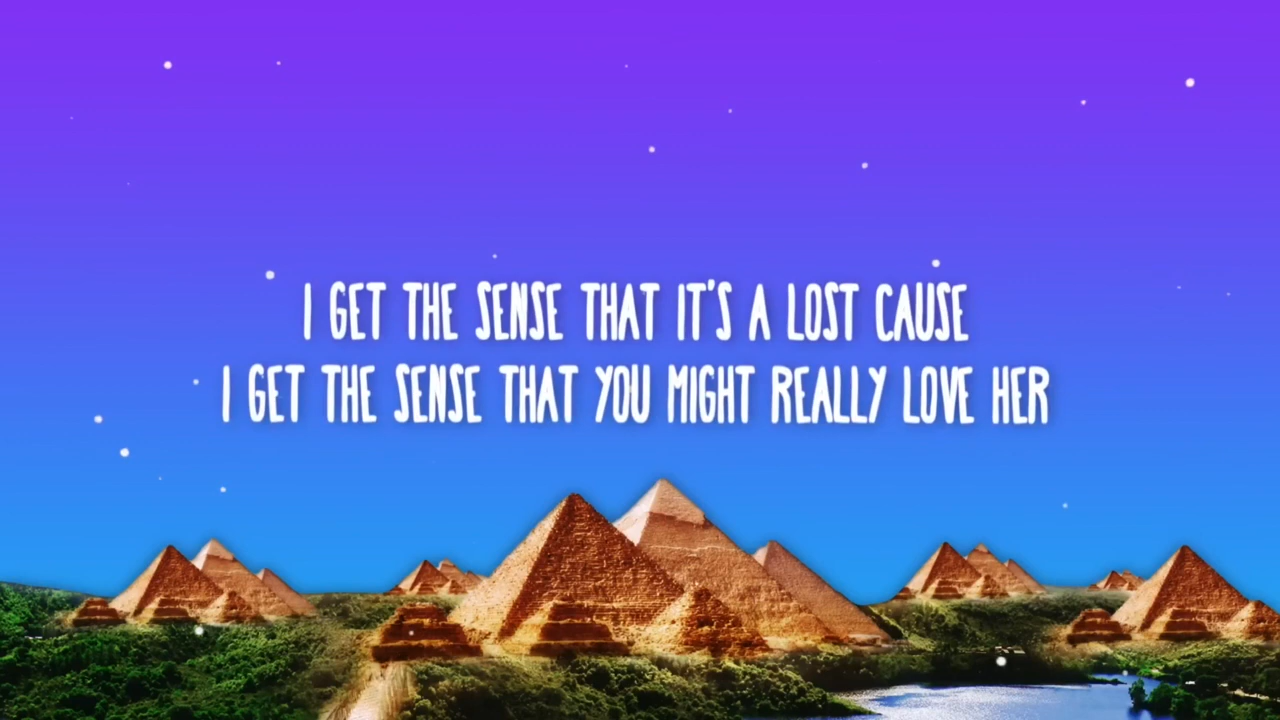 I GET THE SENSE THAT IT'S A LOST CAUSE
I GET THE SENSE THAT YOU MIGHT REALLY LOVE HER